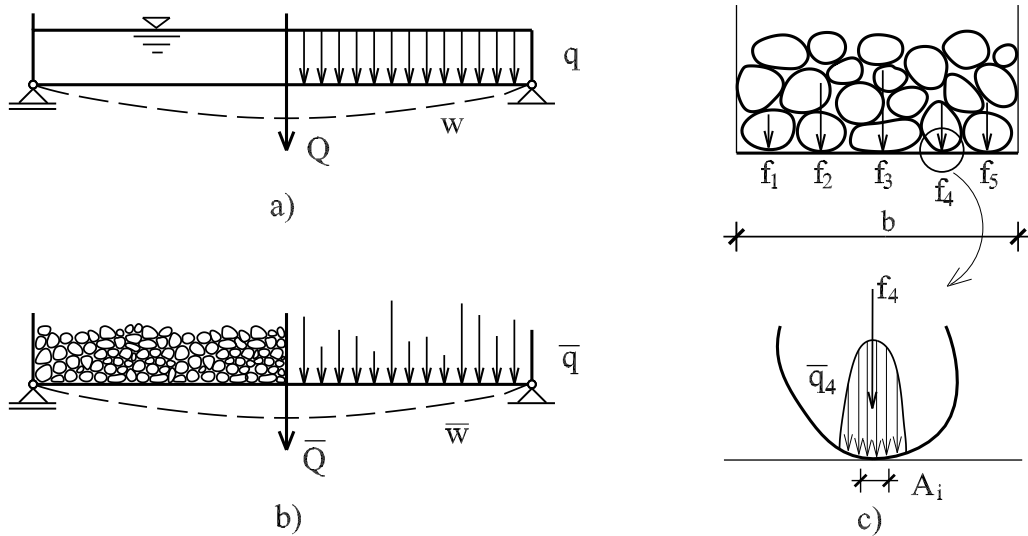 q
w
Q
a)
q̅
w̅
Q̅
b)
f₁ f₂ f₃ f₄ f₅
b
f₄
q̅₄
Aᵢ
c)